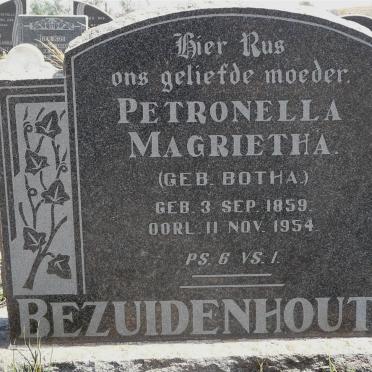 Hier Rus
ons geliefde moeder.
PETRONELLA
MAGRIETHA.
(GEB. BOTHA.)
GEB. 3 SEP. 1859.
OORL. 11 NOV. 1954.
PS. 6 VS. 1.
BEZUIDENHOUT